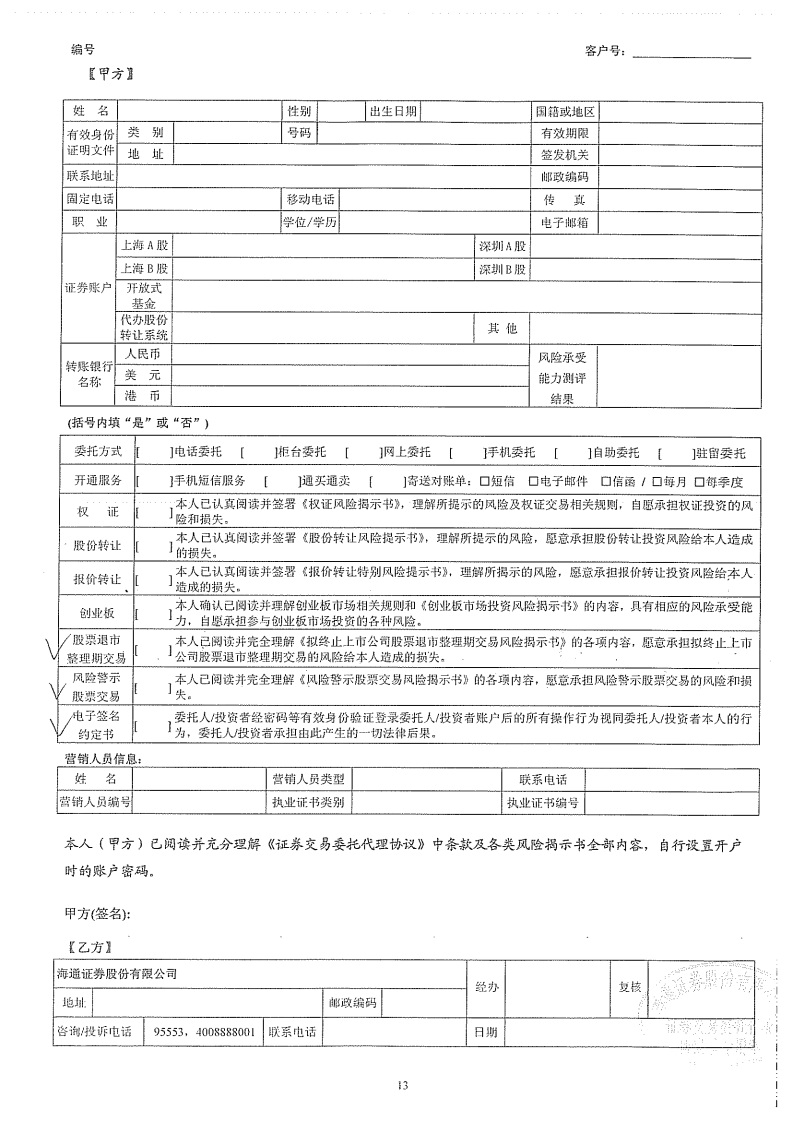 编号 客户号：
〖甲方〗
姓 名 性别 出生日期 国籍或地区
有效身份证明文件 类 别 号码 有效期限
地 址 签发机关
联系地址 邮政编码
固定电话 移动电话 传 真
职 业 学位/学历 电子邮箱
证券账户 上海 A 股 深圳 A 股
上海 B 股 深圳 B 股
开放式基金
代办股份转让系统 其 他
转账银行名称 人民币 风险承受能力测评结果
美 元
港 币
(括号内填“是”或“否”)
委托方式 [ ]电话委托 [ ]柜台委托 [ ]网上委托 [ ]手机委托 [ ]自助委托 [ ]驻留委托
开通服务 [ ]手机短信服务 [ ]通买通卖 [ ]寄送对账单：□短信 □电子邮件 □信函 / □每月 □每季度
权 证 [ ]本人已认真阅读并签署《权证风险揭示书》，理解所提示的风险及权证交易相关规则，自愿承担权证投资的风
险和损失。
股份转让 [ ]本人已认真阅读并签署《股份转让风险提示书》，理解所提示的风险，愿意承担股份转让投资风险给本人造成
的损失。
报价转让 [ ]本人已认真阅读并签署《报价转让特别风险提示书》，理解所揭示的风险，愿意承担报价转让投资风险给本人
造成的损失。
创业板 [ ]本人确认已阅读并理解创业板市场相关规则和《创业板市场投资风险揭示书》的内容，具有相应的风险承受能
力，自愿承担参与创业板市场投资的各种风险。
股票退市整理期交易 [ ]本人已阅读并完全理解《拟终止上市公司股票退市整理期交易风险揭示书》的各项内容，愿意承担拟终止上市
公司股票退市整理期交易的风险给本人造成的损失。
风险警示股票交易 [ ]本人已阅读并完全理解《风险警示股票交易风险揭示书》的各项内容，愿意承担风险警示股票交易的风险和损
失。
电子签名约定书 [ ]委托人/投资者经密码等有效身份验证登录委托人/投资者账户后的所有操作行为视同委托人/投资者本人的行
为，委托人/投资者承担由此产生的一切法律后果。
营销人员信息：
姓 名 营销人员类型 联系电话
营销人员编号 执业证书类别 执业证书编号
本人（甲方）已阅读并充分理解《证券交易委托代理协议》中条款及各类风险揭示书全部内容，自行设置开户
时的账户密码。
甲方(签名)：
〖乙方〗
海通证券股份有限公司 经办 复核
地址 邮政编码
咨询/投诉电话 95553，4008888001 联系电话 日期
13